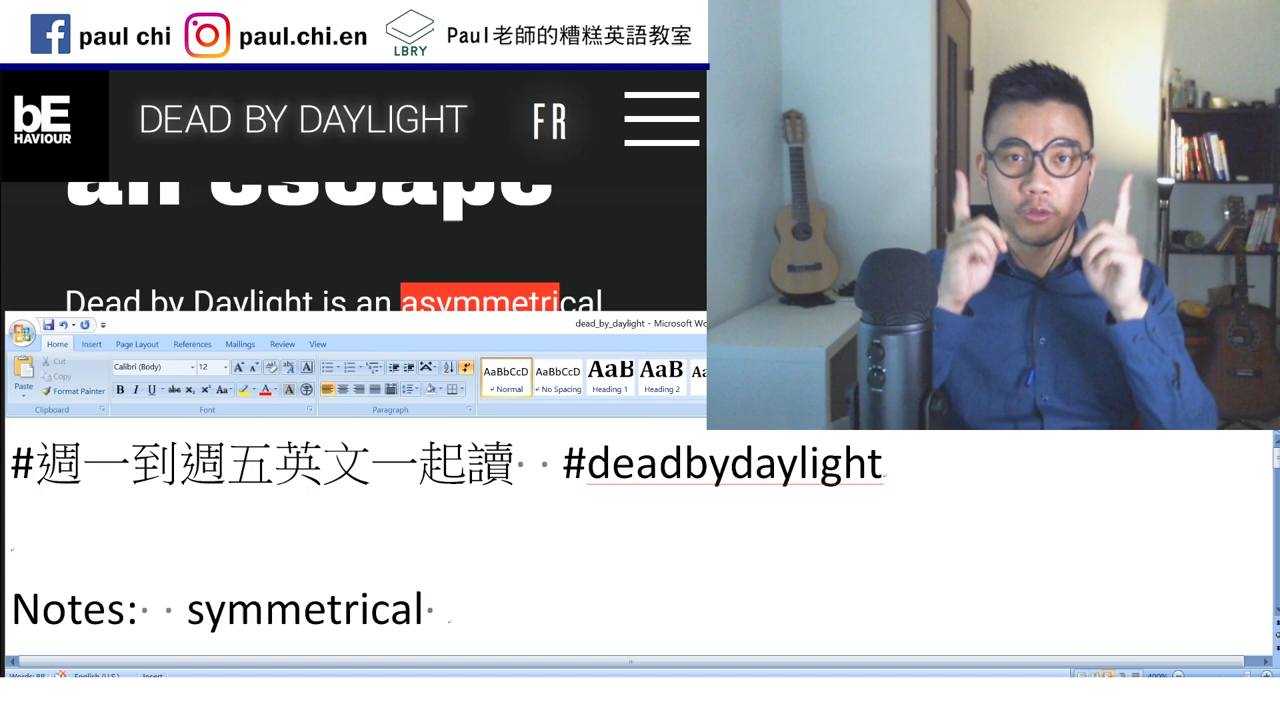 paul chi
paul.chi.en
LBRY
Paul老師的糟糕英語教室
bE
HAVIOUR
DEAD BY DAYLIGHT
FR
an escape
Dead by Daylight is an asymmetrical
dead_by_daylight - Microsoft Wo
Home Insert Page Layout References Mailings Review View
Paste
Cut
Copy
Format Painter
Calibri (Body) 12
AaBbCcD AaBbCcD AaB AaB
Normal No Spacing Heading 1 Heading 2
Clipboard Font Paragraph
#週一到週五英文一起讀 #deadbydaylight
Notes: symmetrical
Words: 88 English (U.S.) Insert 400%